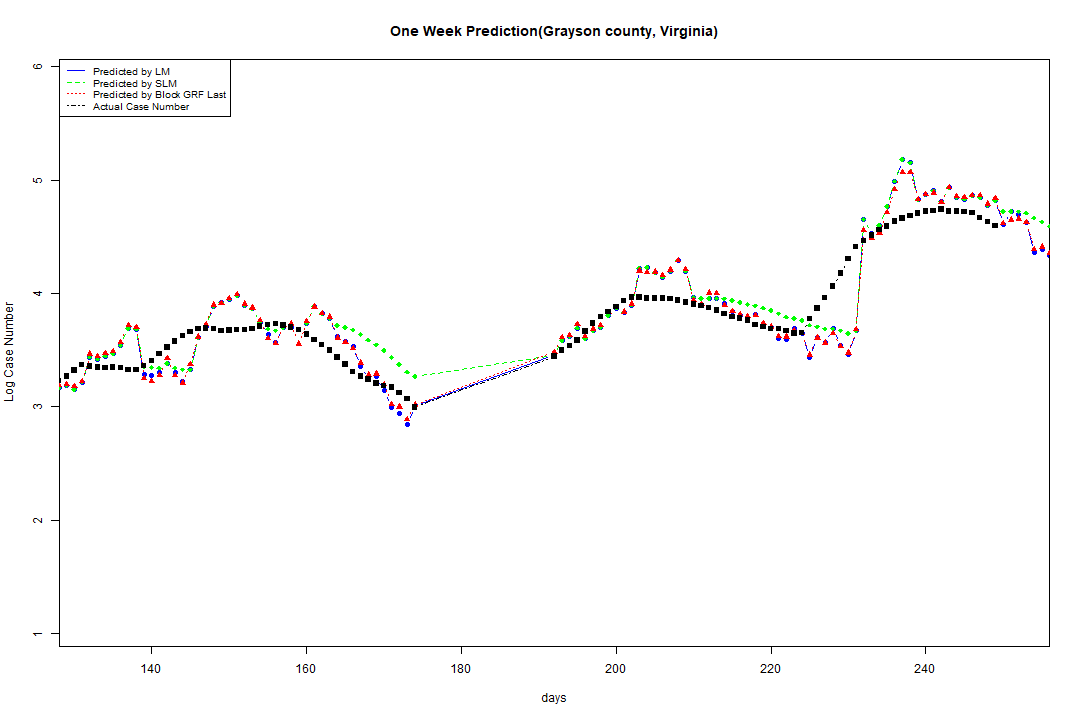 One Week Prediction(Grayson county, Virginia)
6
Predicted by LM
Predicted by SLM
Predicted by Block GRF Last
Actual Case Number
5
4
3
2
1
Log Case Number
140 160 180 200 220 240
days